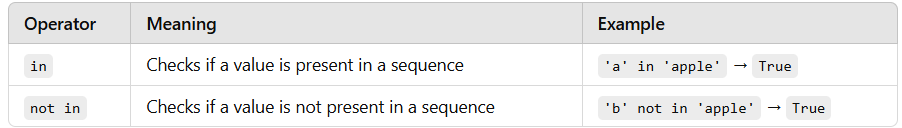 Operator Meaning Example
in Checks if a value is present in a sequence 'a' in 'apple' → True
not in Checks if a value is not present in a sequence 'b' not in 'apple' → True